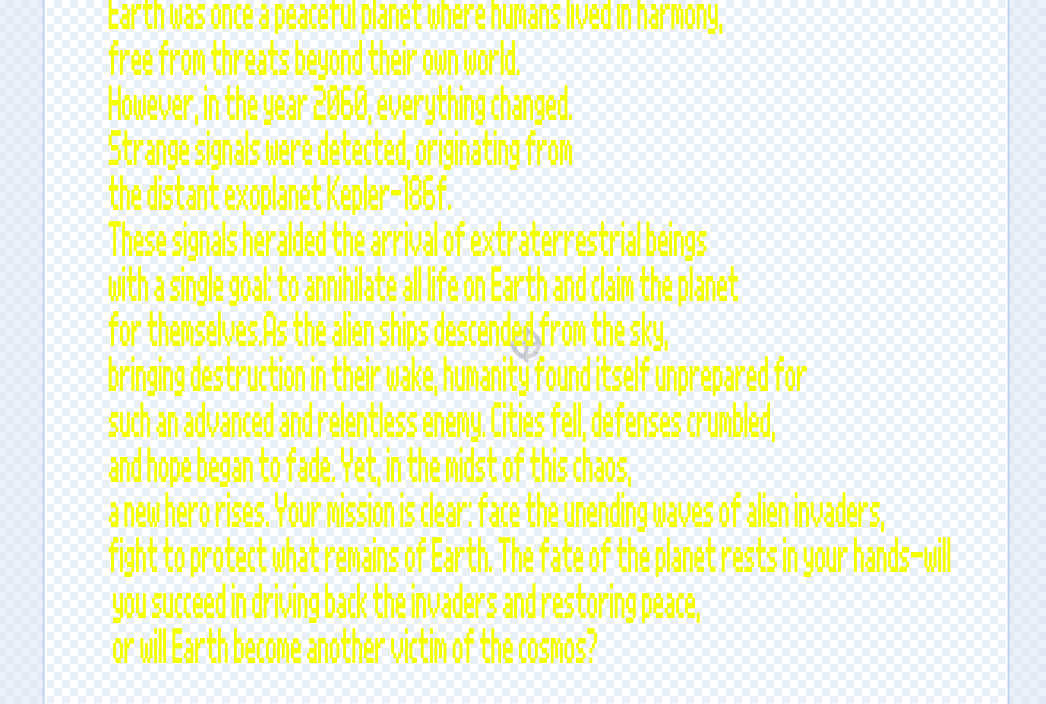 Earth was once a peaceful planet where humans lived in harmony,
free from threats beyond their own world.
However, in the year 2060, everything changed.
Strange signals were detected, originating from
the distant exoplanet Kepler-186f.
These signals heralded the arrival of extraterrestrial beings
with a single goal: to annihilate all life on Earth and claim the planet
for themselves.As the alien ships descended from the sky,
bringing destruction in their wake, humanity found itself unprepared for
such an advanced and relentless enemy. Cities fell, defenses crumbled,
and hope began to fade. Yet, in the midst of this chaos,
a new hero rises. Your mission is clear: face the unending waves of alien invaders,
fight to protect what remains of Earth. The fate of the planet rests in your hands—will
you succeed in driving back the invaders and restoring peace,
or will Earth become another victim of the cosmos?